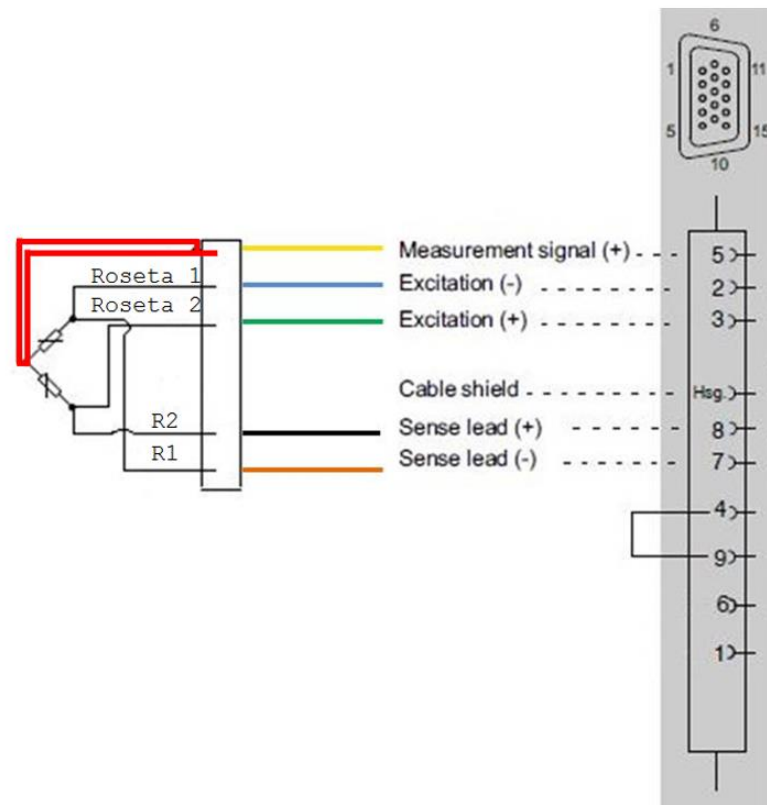 6
1
11
5
15
10
Measurement signal (+)
5
Roseta 1
Excitation (-)
2
Roseta 2
Excitation (+)
3
Cable shield
Hsg.
R2
Sense lead (+)
8
R1
Sense lead (-)
7
4
9
6
1